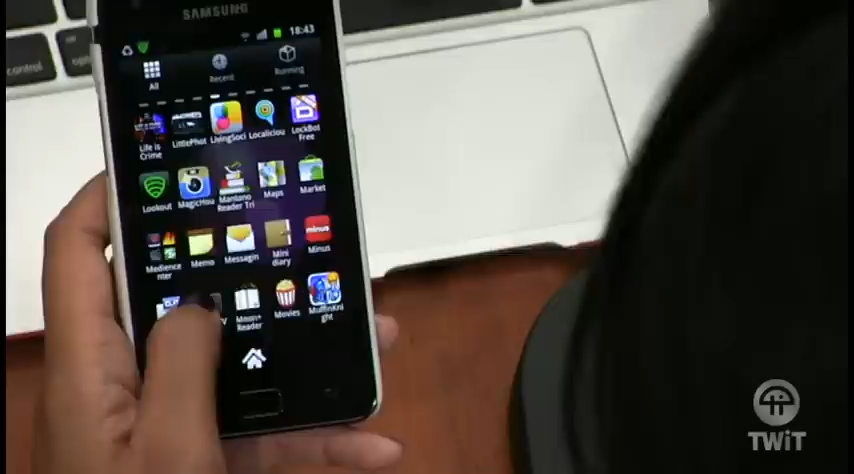 SAMSUNG
18:43
control
All
Recent
Running
Life is
Crime
LittlePhot
LivingSoci
Localiciou
LockBot
Free
Lookout
MagicHou
Mantano
Reader Tri
Maps
Market
Medience
nter
Memo
Messagin
Mini
diary
minus
Minus
Moon+
Reader
Movies
MuffinKni
ght
TWiT